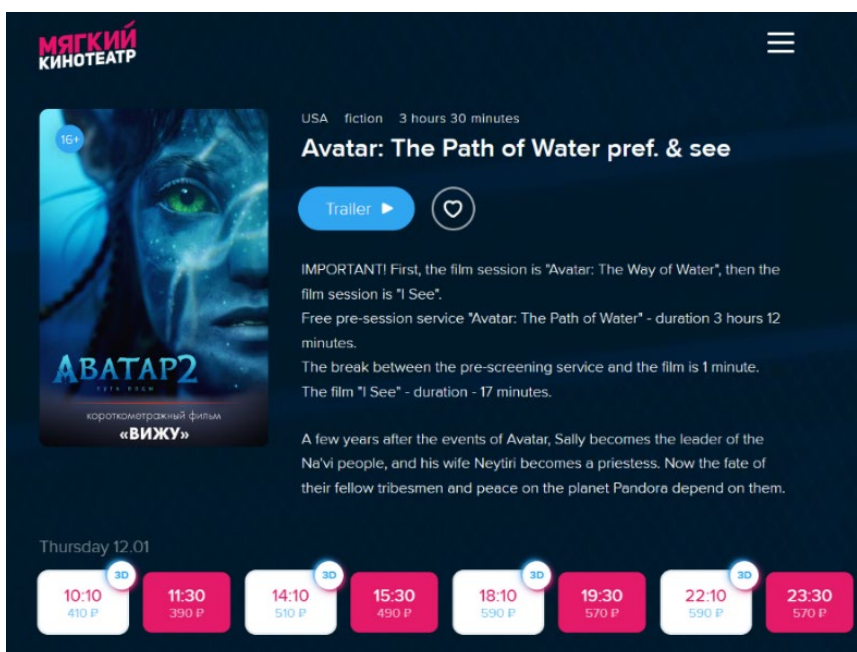 МЯГКИЙ
КИНОТЕАТР
16+
АВАТАР2
ПУТЬ ВОДЫ
короткометражный фильм
«ВИЖУ»
USA fiction 3 hours 30 minutes
Avatar: The Path of Water pref. & see
Trailer
IMPORTANT! First, the film session is "Avatar: The Way of Water", then the
film session is "I See".
Free pre-session service "Avatar: The Path of Water" - duration 3 hours 12
minutes.
The break between the pre-screening service and the film is 1 minute.
The film "I See" - duration - 17 minutes.
A few years after the events of Avatar, Sally becomes the leader of the
Na'vi people, and his wife Neytiri becomes a priestess. Now the fate of
their fellow tribesmen and peace on the planet Pandora depend on them.
Thursday 12.01
3D 3D 3D 3D
10:10 11:30 14:10 15:30 18:10 19:30 22:10 23:30
410 ₽ 390 ₽ 510 ₽ 490 ₽ 590 ₽ 570 ₽ 590 ₽ 570 ₽